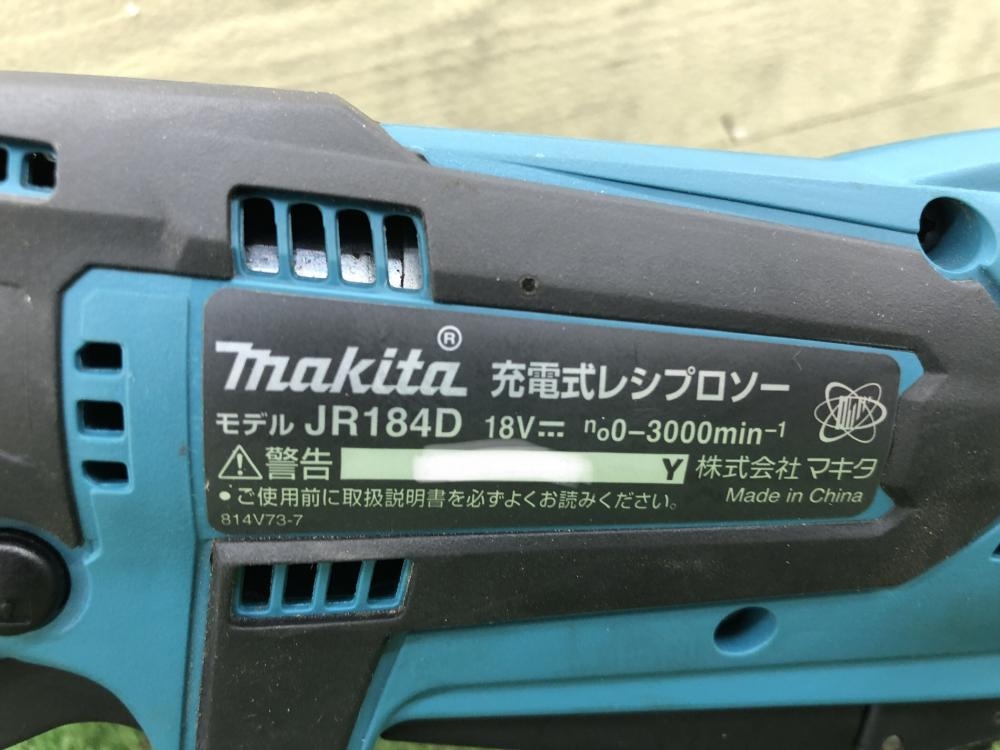 makita® 充電式レシプロソー
モデル JR184D 18V⎓ n₀0−3000min⁻¹
⚠警告 Y 株式会社 マキタ
●ご使用前に取扱説明書を必ずよくお読みください。 Made in China
814V73-7